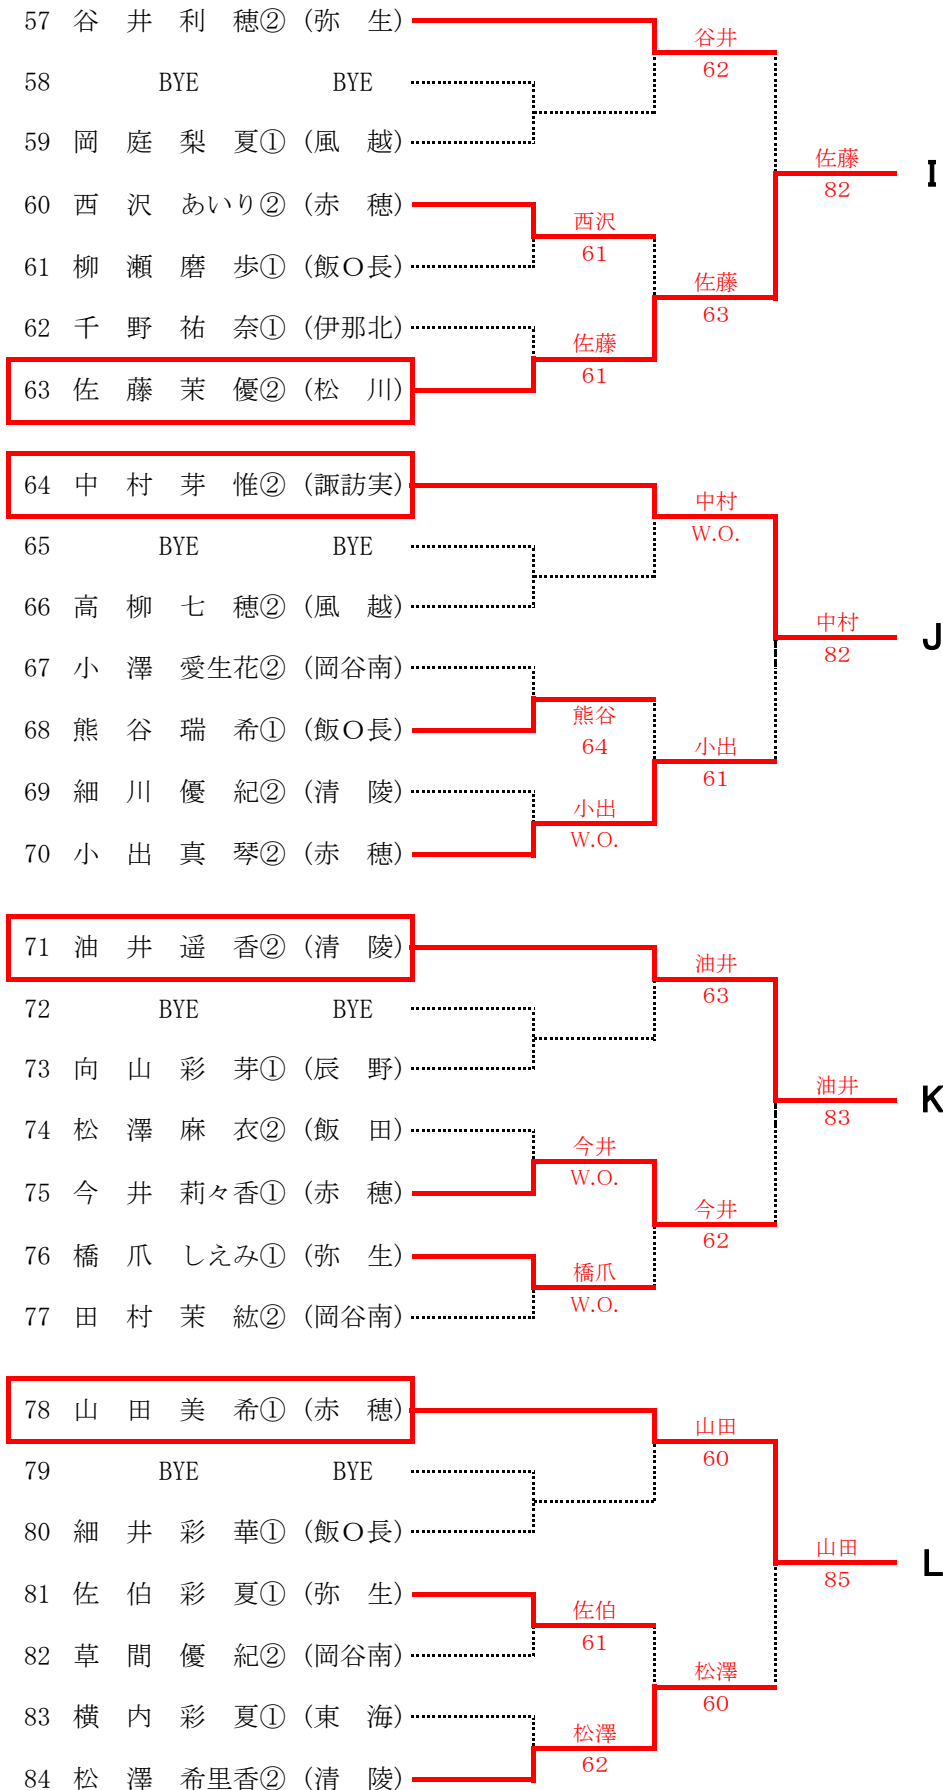 57 谷 井 利 穂② (弥 生)
谷井
62
58 BYE BYE
59 岡 庭 梨 夏① (風 越)
佐藤
82
I
60 西 沢 あいり② (赤 穂)
西沢
61
61 柳 瀬 磨 歩① (飯O長)
佐藤
63
62 千 野 祐 奈① (伊那北)
佐藤
61
63 佐 藤 茉 優② (松 川)
64 中 村 芽 惟② (諏訪実)
中村
W.O.
65 BYE BYE
66 高 柳 七 穂② (風 越)
中村
82
J
67 小 澤 愛生花② (岡谷南)
熊谷
64
68 熊 谷 瑞 希① (飯O長)
小出
61
69 細 川 優 紀② (清 陵)
小出
W.O.
70 小 出 真 琴② (赤 穂)
71 油 井 遥 香② (清 陵)
油井
63
72 BYE BYE
73 向 山 彩 芽① (辰 野)
油井
83
K
74 松 澤 麻 衣② (飯 田)
今井
W.O.
75 今 井 莉々香① (赤 穂)
今井
62
76 橋 爪 しえみ① (弥 生)
橋爪
W.O.
77 田 村 茉 紘② (岡谷南)
78 山 田 美 希① (赤 穂)
山田
60
79 BYE BYE
80 細 井 彩 華① (飯O長)
山田
85
L
81 佐 伯 彩 夏① (弥 生)
佐伯
61
82 草 間 優 紀② (岡谷南)
松澤
60
83 横 内 彩 夏① (東 海)
松澤
62
84 松 澤 希里香② (清 陵)